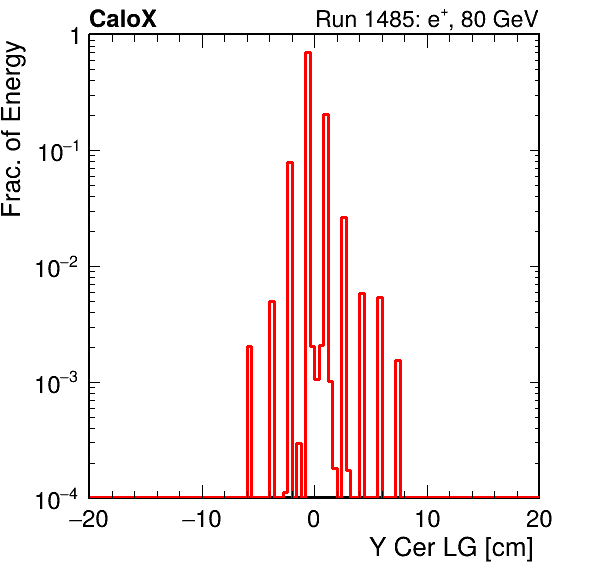 CaloX Run 1485: e⁺, 80 GeV
Frac. of Energy
1
10⁻¹
10⁻²
10⁻³
10⁻⁴
−20 −10 0 10 20
Y Cer LG [cm]